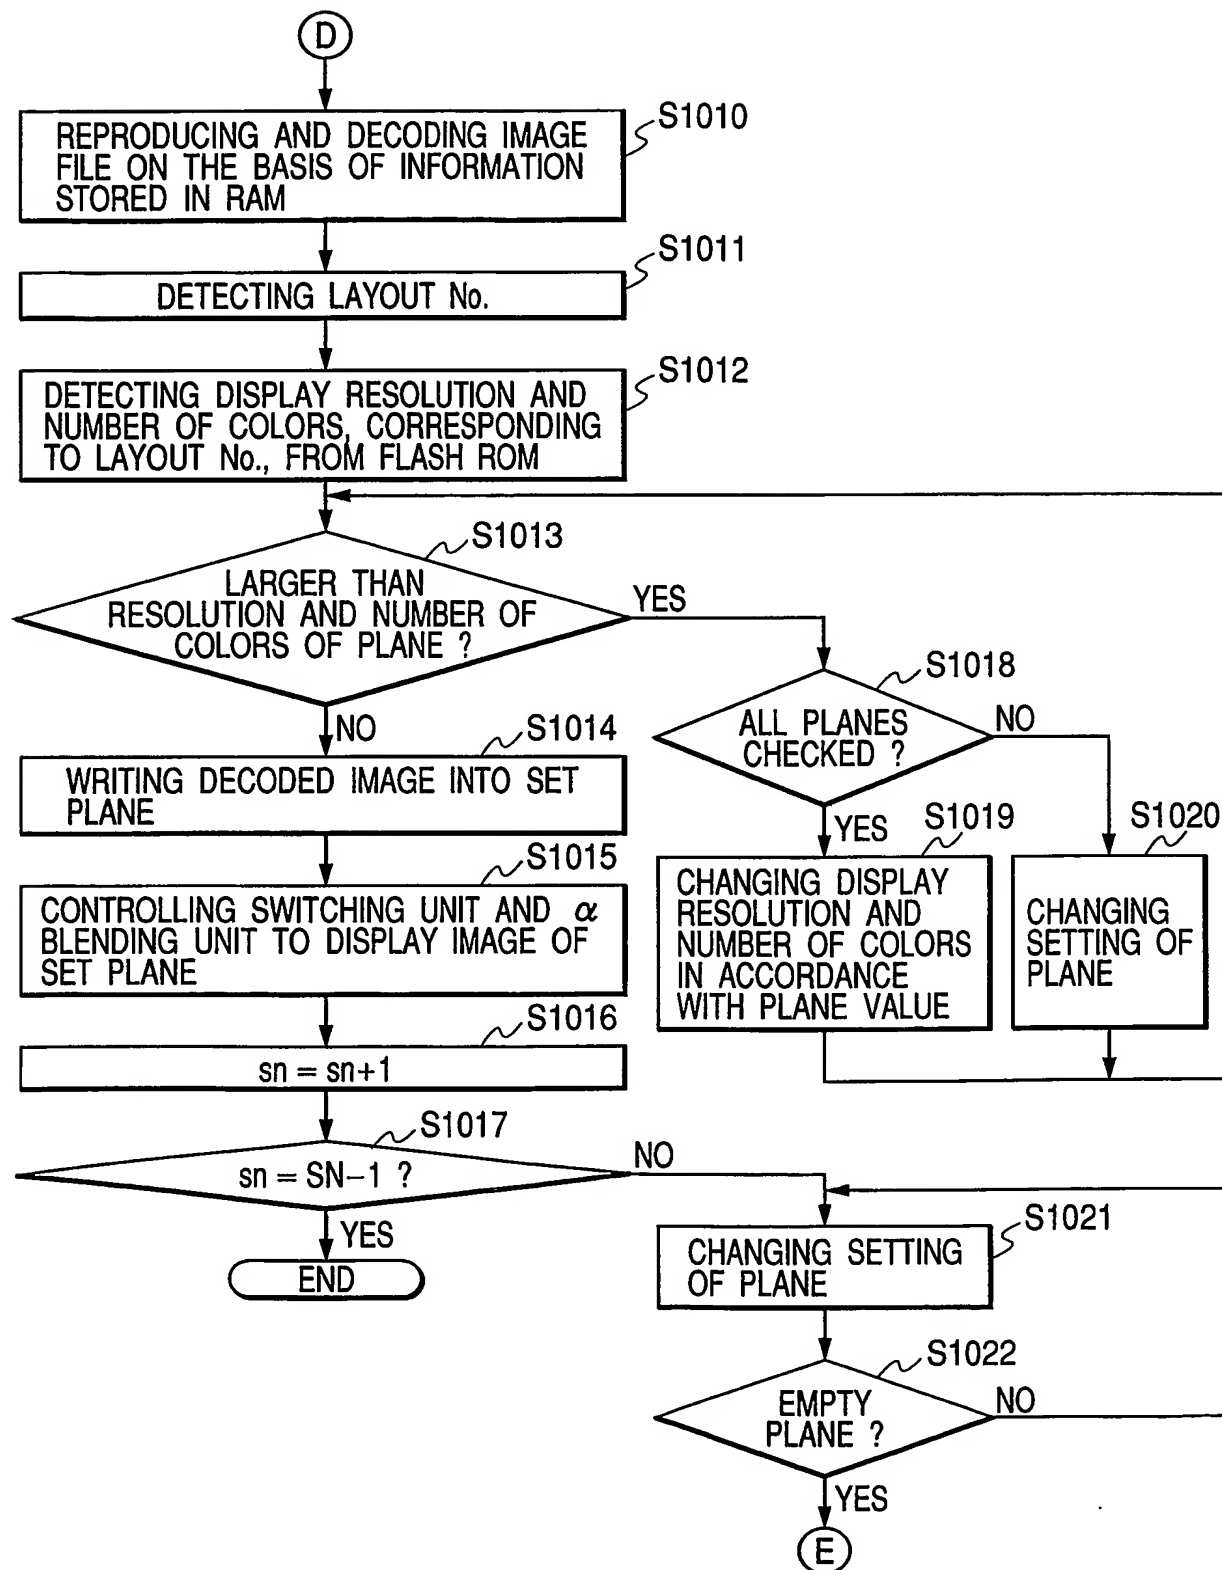 D
S1010
REPRODUCING AND DECODING IMAGE
FILE ON THE BASIS OF INFORMATION
STORED IN RAM
S1011
DETECTING LAYOUT No.
S1012
DETECTING DISPLAY RESOLUTION AND
NUMBER OF COLORS, CORRESPONDING
TO LAYOUT No., FROM FLASH ROM
S1013
LARGER THAN
RESOLUTION AND NUMBER OF
COLORS OF PLANE ?
YES
NO
S1014
WRITING DECODED IMAGE INTO SET
PLANE
S1015
CONTROLLING SWITCHING UNIT AND α
BLENDING UNIT TO DISPLAY IMAGE OF
SET PLANE
S1016
sn = sn+1
S1017
sn = SN−1 ?
NO
YES
END
S1018
ALL PLANES
CHECKED ?
NO
YES
S1019
CHANGING DISPLAY
RESOLUTION AND
NUMBER OF COLORS
IN ACCORDANCE
WITH PLANE VALUE
S1020
CHANGING
SETTING OF
PLANE
S1021
CHANGING SETTING
OF PLANE
S1022
EMPTY
PLANE ?
NO
YES
E